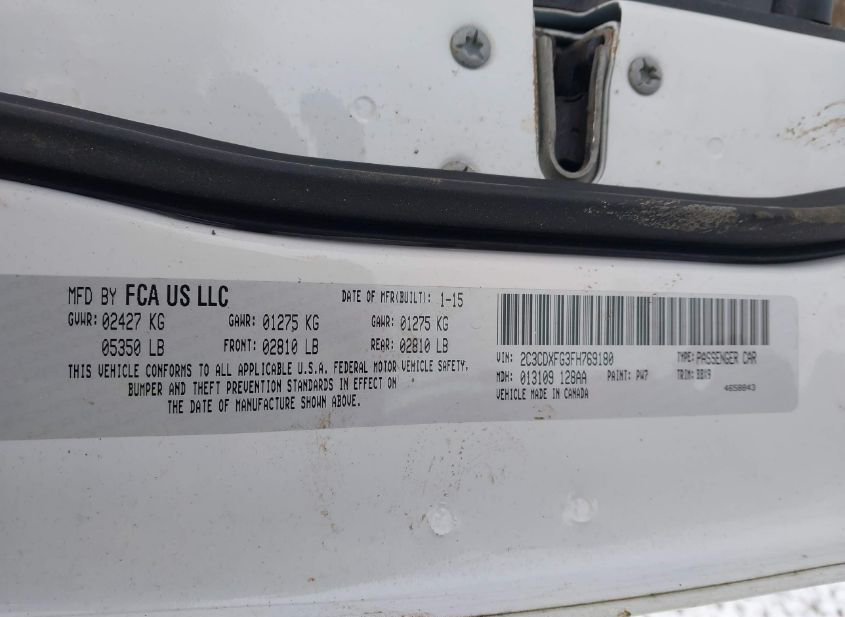 MFD BY FCA US LLC DATE OF MFR(BUILT): 1-15
GVWR: 02427 KG GAWR: 01275 KG GAWR: 01275 KG
05350 LB FRONT: 02810 LB REAR: 02810 LB
THIS VEHICLE CONFORMS TO ALL APPLICABLE U.S.A. FEDERAL MOTOR VEHICLE SAFETY,
BUMPER AND THEFT PREVENTION STANDARDS IN EFFECT ON
THE DATE OF MANUFACTURE SHOWN ABOVE.
VIN: 2C3CDXFG3FH769180 TYPE: PASSENGER CAR
MDH: 013109 128AA PAINT: PW7 TRIM: BBX9
VEHICLE MADE IN CANADA 4658843